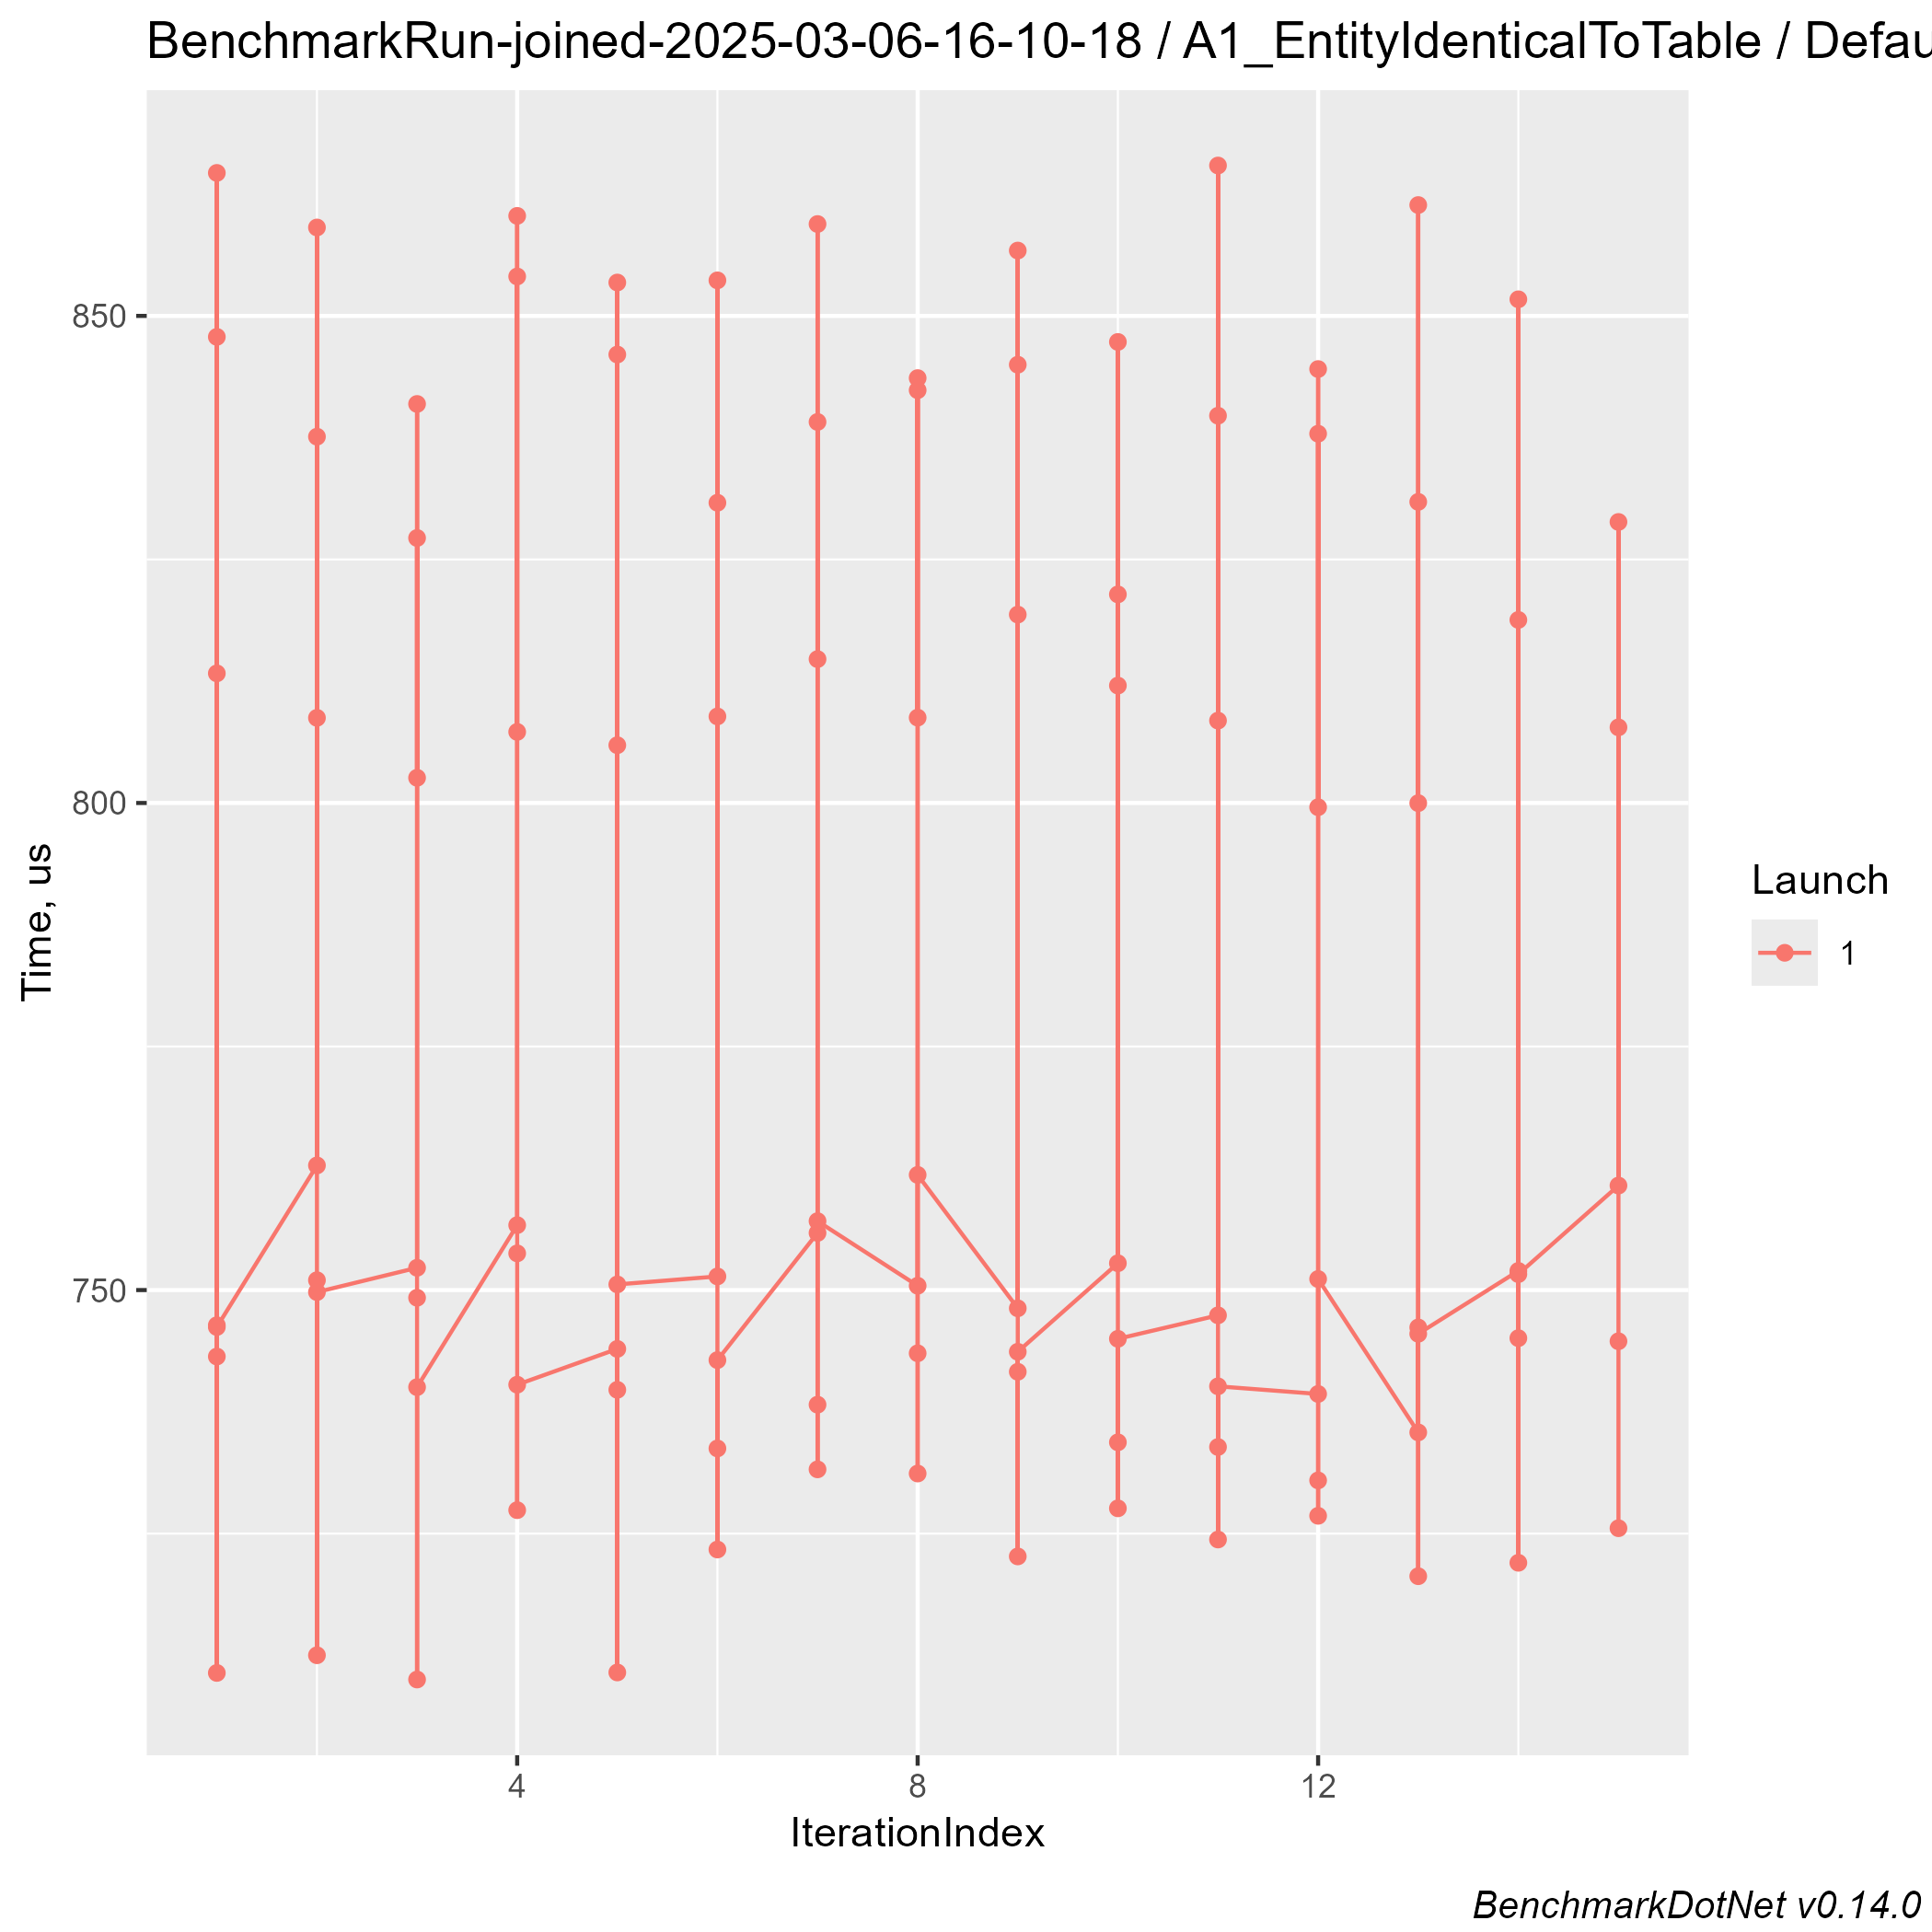 BenchmarkRun-joined-2025-03-06-16-10-18 / A1_EntityIdenticalToTable / Defau
850
800
750
Time, us
4
8
12
IterationIndex
Launch
1
BenchmarkDotNet v0.14.0